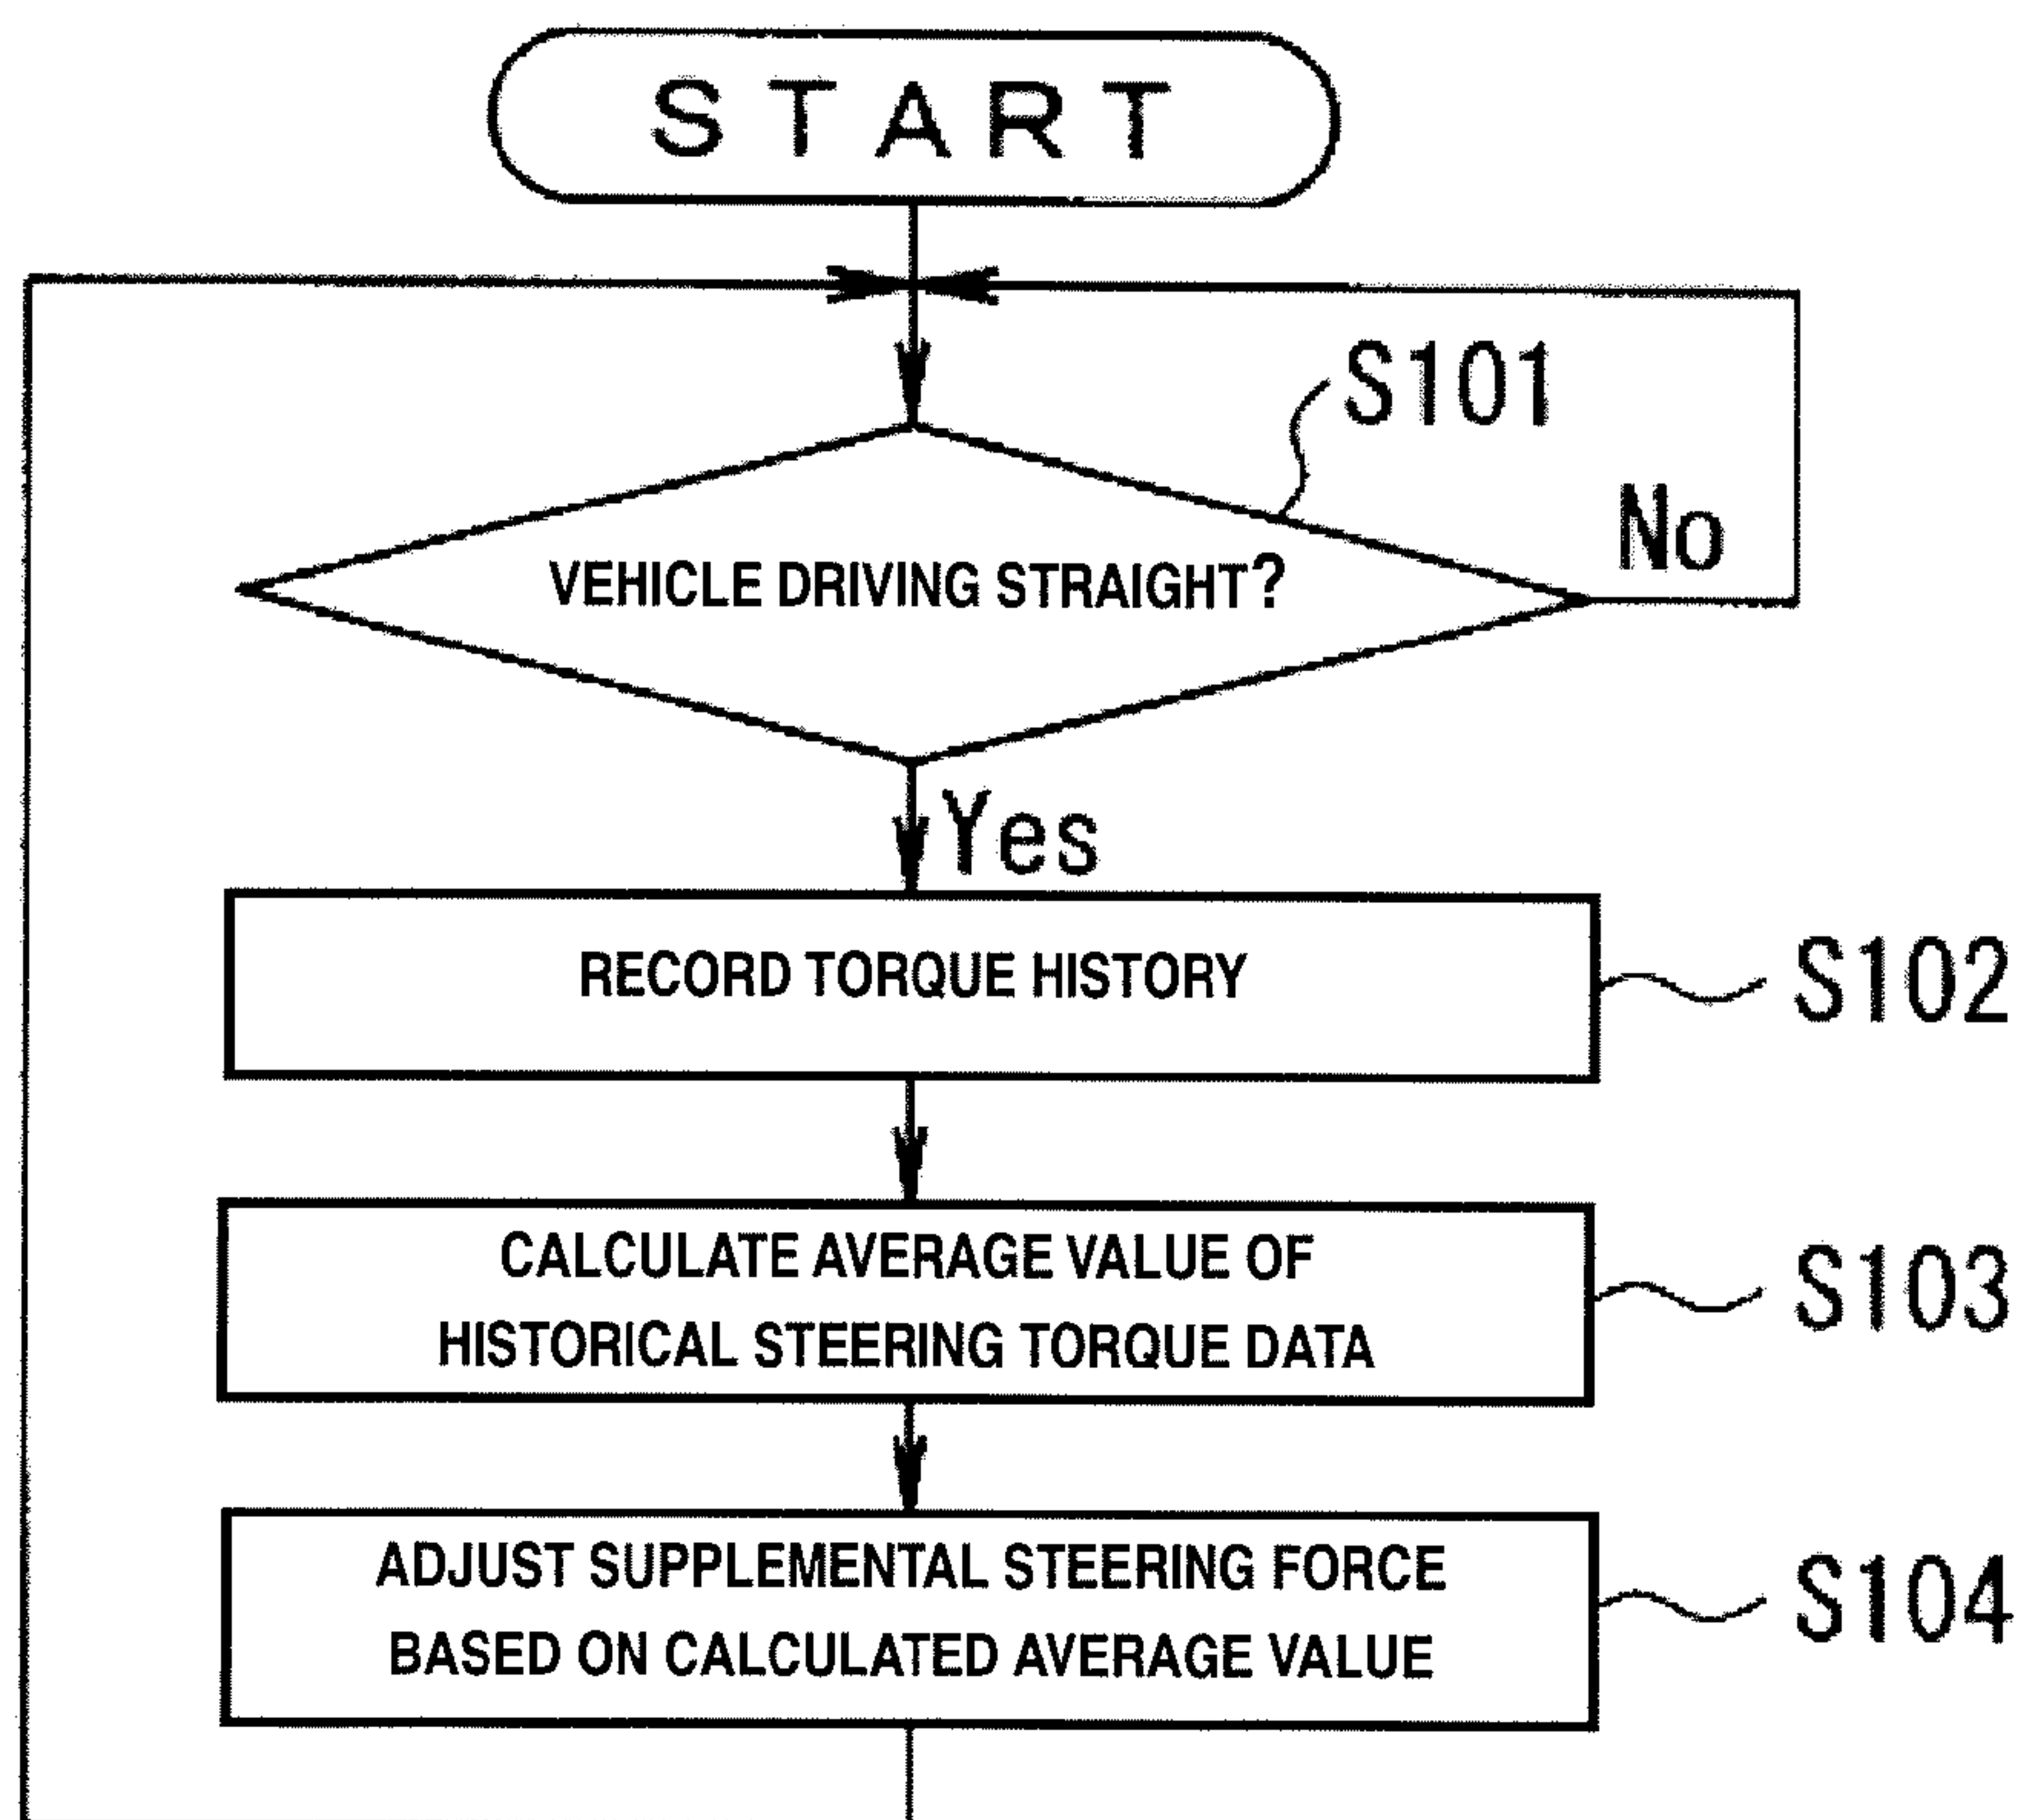 START
S101
No
VEHICLE DRIVING STRAIGHT?
Yes
RECORD TORQUE HISTORY
S102
CALCULATE AVERAGE VALUE OF
HISTORICAL STEERING TORQUE DATA
S103
ADJUST SUPPLEMENTAL STEERING FORCE
BASED ON CALCULATED AVERAGE VALUE
S104